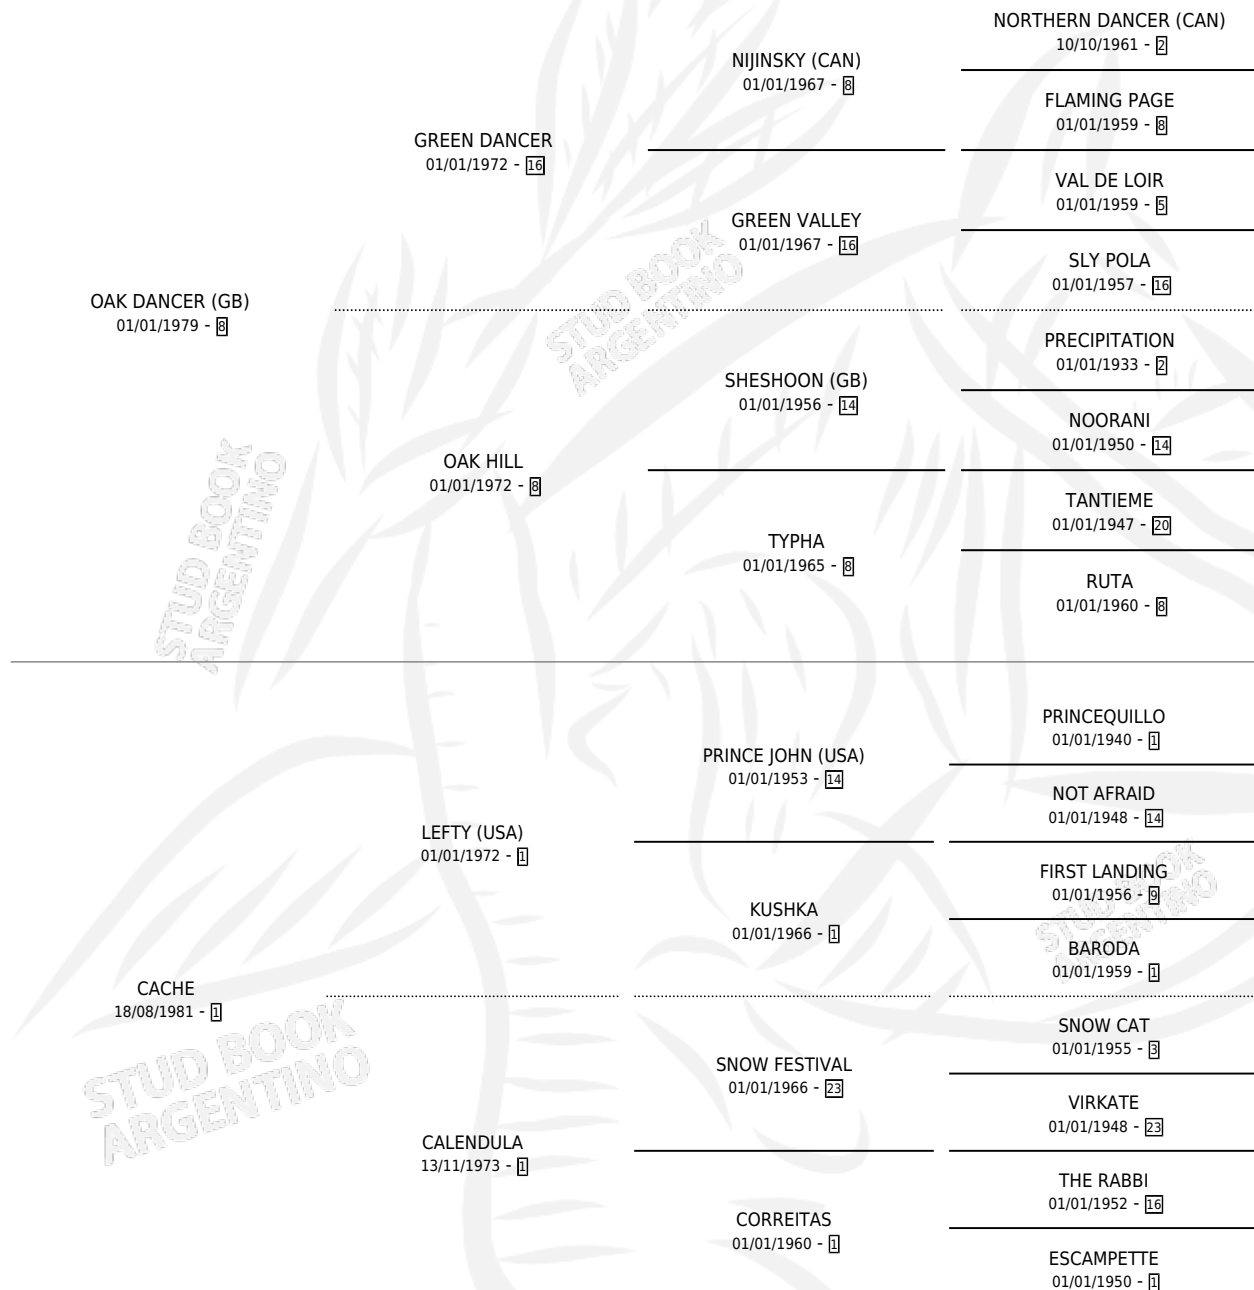 NORTHERN DANCER (CAN)
10/10/1961 - 2
NIJINSKY (CAN)
01/01/1967 - 8
FLAMING PAGE
01/01/1959 - 8
GREEN DANCER
01/01/1972 - 16
VAL DE LOIR
01/01/1959 - 5
GREEN VALLEY
01/01/1967 - 16
SLY POLA
01/01/1957 - 16
OAK DANCER (GB)
01/01/1979 - 8
STUD BOOK
ARGENTINO
PRECIPITATION
01/01/1933 - 2
SHESHOON (GB)
01/01/1956 - 14
NOORANI
01/01/1950 - 14
OAK HILL
01/01/1972 - 8
TANTIEME
01/01/1947 - 20
TYPHA
01/01/1965 - 8
RUTA
01/01/1960 - 8
STUD BOOK
ARGENTINO
PRINCEQUILLO
01/01/1940 - 1
PRINCE JOHN (USA)
01/01/1953 - 14
NOT AFRAID
01/01/1948 - 14
LEFTY (USA)
01/01/1972 - 1
FIRST LANDING
01/01/1956 - 9
KUSHKA
01/01/1966 - 1
STUD BOOK
ARGENTINO
BARODA
01/01/1959 - 1
CACHE
18/08/1981 - 1
STUD BOOK
ARGENTINO
SNOW CAT
01/01/1955 - 3
SNOW FESTIVAL
01/01/1966 - 23
VIRKATE
01/01/1948 - 23
CALENDULA
13/11/1973 - 1
THE RABBI
01/01/1952 - 16
CORREITAS
01/01/1960 - 1
ESCAMPETTE
01/01/1950 - 1